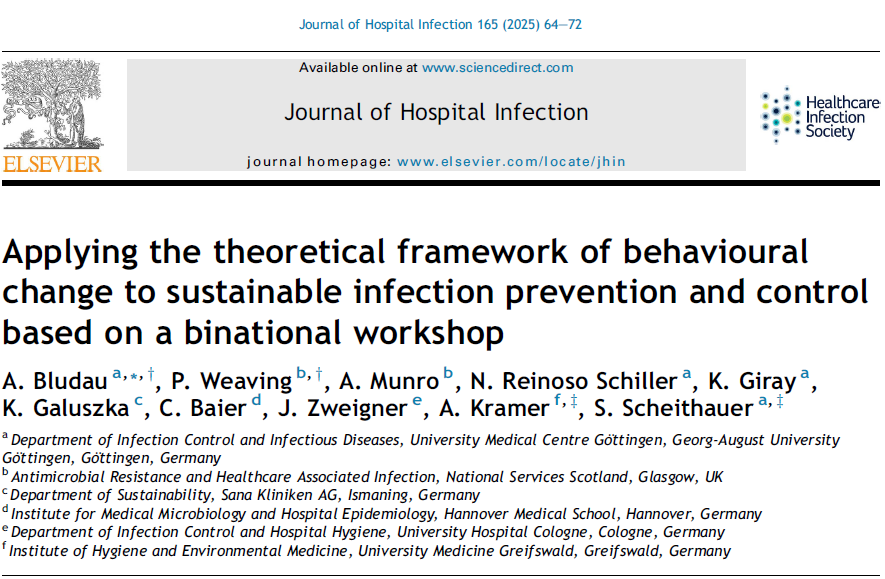 Journal of Hospital Infection 165 (2025) 64–72
Available online at www.sciencedirect.com
Journal of Hospital Infection
journal homepage: www.elsevier.com/locate/jhin
ELSEVIER
Healthcare
Infection
Society
Applying the theoretical framework of behavioural
change to sustainable infection prevention and control
based on a binational workshop
A. Bludau a,*,†, P. Weaving b,†, A. Munro b, N. Reinoso Schiller a, K. Giray a,
K. Galuszka c, C. Baier d, J. Zweigner e, A. Kramer f,‡, S. Scheithauer a,‡
a Department of Infection Control and Infectious Diseases, University Medical Centre Göttingen, Georg-August University
Göttingen, Göttingen, Germany
b Antimicrobial Resistance and Healthcare Associated Infection, National Services Scotland, Glasgow, UK
c Department of Sustainability, Sana Kliniken AG, Ismaning, Germany
d Institute for Medical Microbiology and Hospital Epidemiology, Hannover Medical School, Hannover, Germany
e Department of Infection Control and Hospital Hygiene, University Hospital Cologne, Cologne, Germany
f Institute of Hygiene and Environmental Medicine, University Medicine Greifswald, Greifswald, Germany